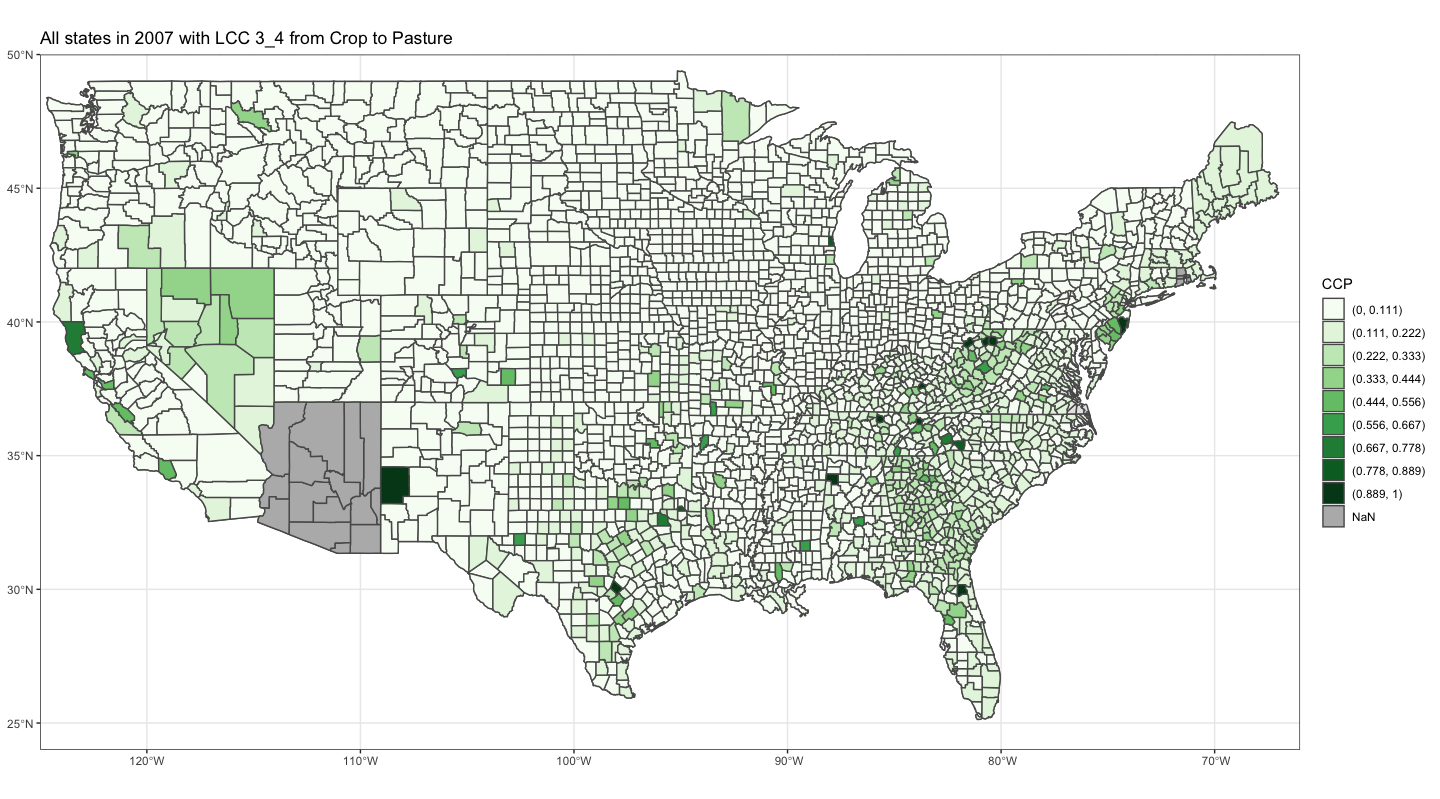 All states in 2007 with LCC 3_4 from Crop to Pasture
50°N
45°N
40°N
35°N
30°N
25°N
120°W
110°W
100°W
90°W
80°W
70°W
CCP
(0, 0.111)
(0.111, 0.222)
(0.222, 0.333)
(0.333, 0.444)
(0.444, 0.556)
(0.556, 0.667)
(0.667, 0.778)
(0.778, 0.889)
(0.889, 1)
NaN